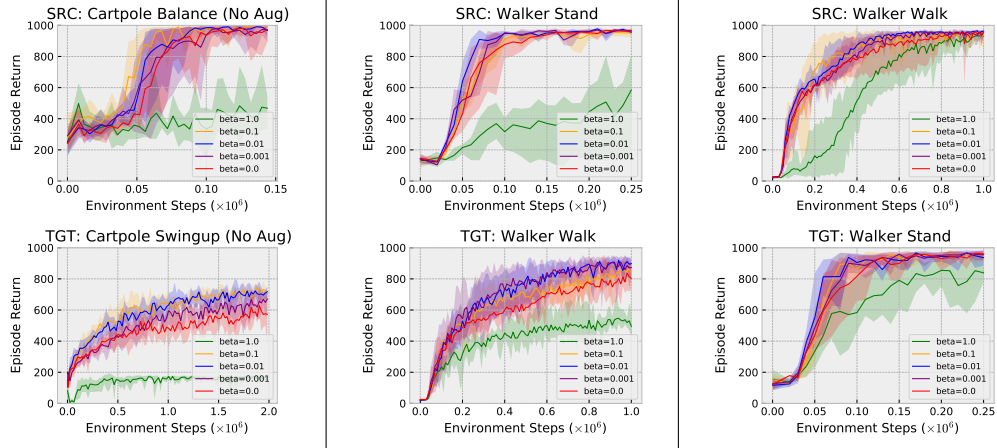 SRC: Cartpole Balance (No Aug)
Episode Return
1000
800
600
400
200
0
beta=1.0
beta=0.1
beta=0.01
beta=0.001
beta=0.0
0.00 0.05 0.10 0.15
Environment Steps (×10⁶)
SRC: Walker Stand
Episode Return
1000
800
600
400
200
0
beta=1.0
beta=0.1
beta=0.01
beta=0.001
beta=0.0
0.00 0.05 0.10 0.15 0.20 0.25
Environment Steps (×10⁶)
SRC: Walker Walk
Episode Return
1000
800
600
400
200
0
beta=1.0
beta=0.1
beta=0.01
beta=0.001
beta=0.0
0.0 0.2 0.4 0.6 0.8 1.0
Environment Steps (×10⁶)
TGT: Cartpole Swingup (No Aug)
Episode Return
1000
800
600
400
200
0
beta=1.0
beta=0.1
beta=0.01
beta=0.001
beta=0.0
0.0 0.5 1.0 1.5 2.0
Environment Steps (×10⁶)
TGT: Walker Walk
Episode Return
1000
800
600
400
200
0
beta=1.0
beta=0.1
beta=0.01
beta=0.001
beta=0.0
0.0 0.2 0.4 0.6 0.8 1.0
Environment Steps (×10⁶)
TGT: Walker Stand
Episode Return
1000
800
600
400
200
0
beta=1.0
beta=0.1
beta=0.01
beta=0.001
beta=0.0
0.00 0.05 0.10 0.15 0.20 0.25
Environment Steps (×10⁶)